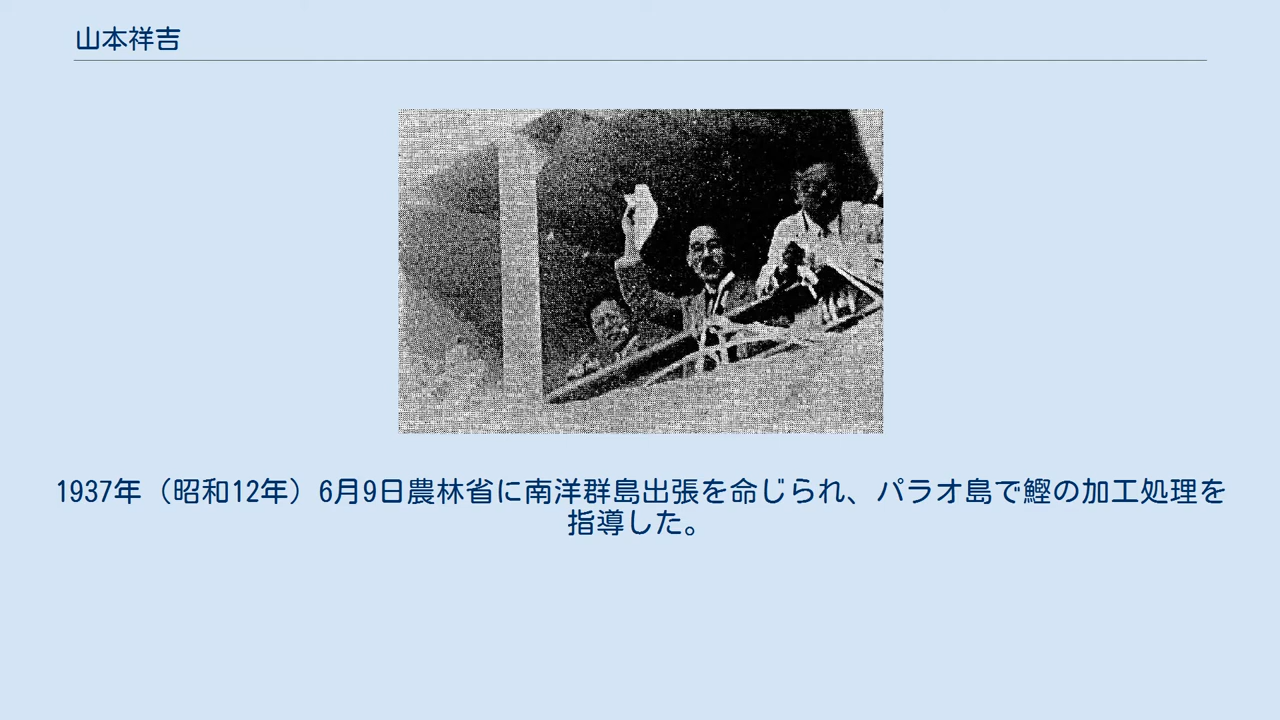 山本祥吉
1937年（昭和12年）6月9日農林省に南洋群島出張を命じられ、パラオ島で鰹の加工処理を
指導した。